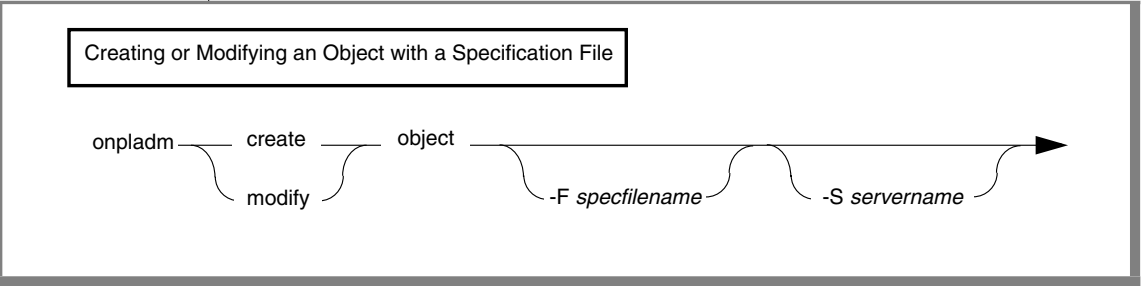 Creating or Modifying an Object with a Specification File
onpladm create object
modify -F specfilename -S servername